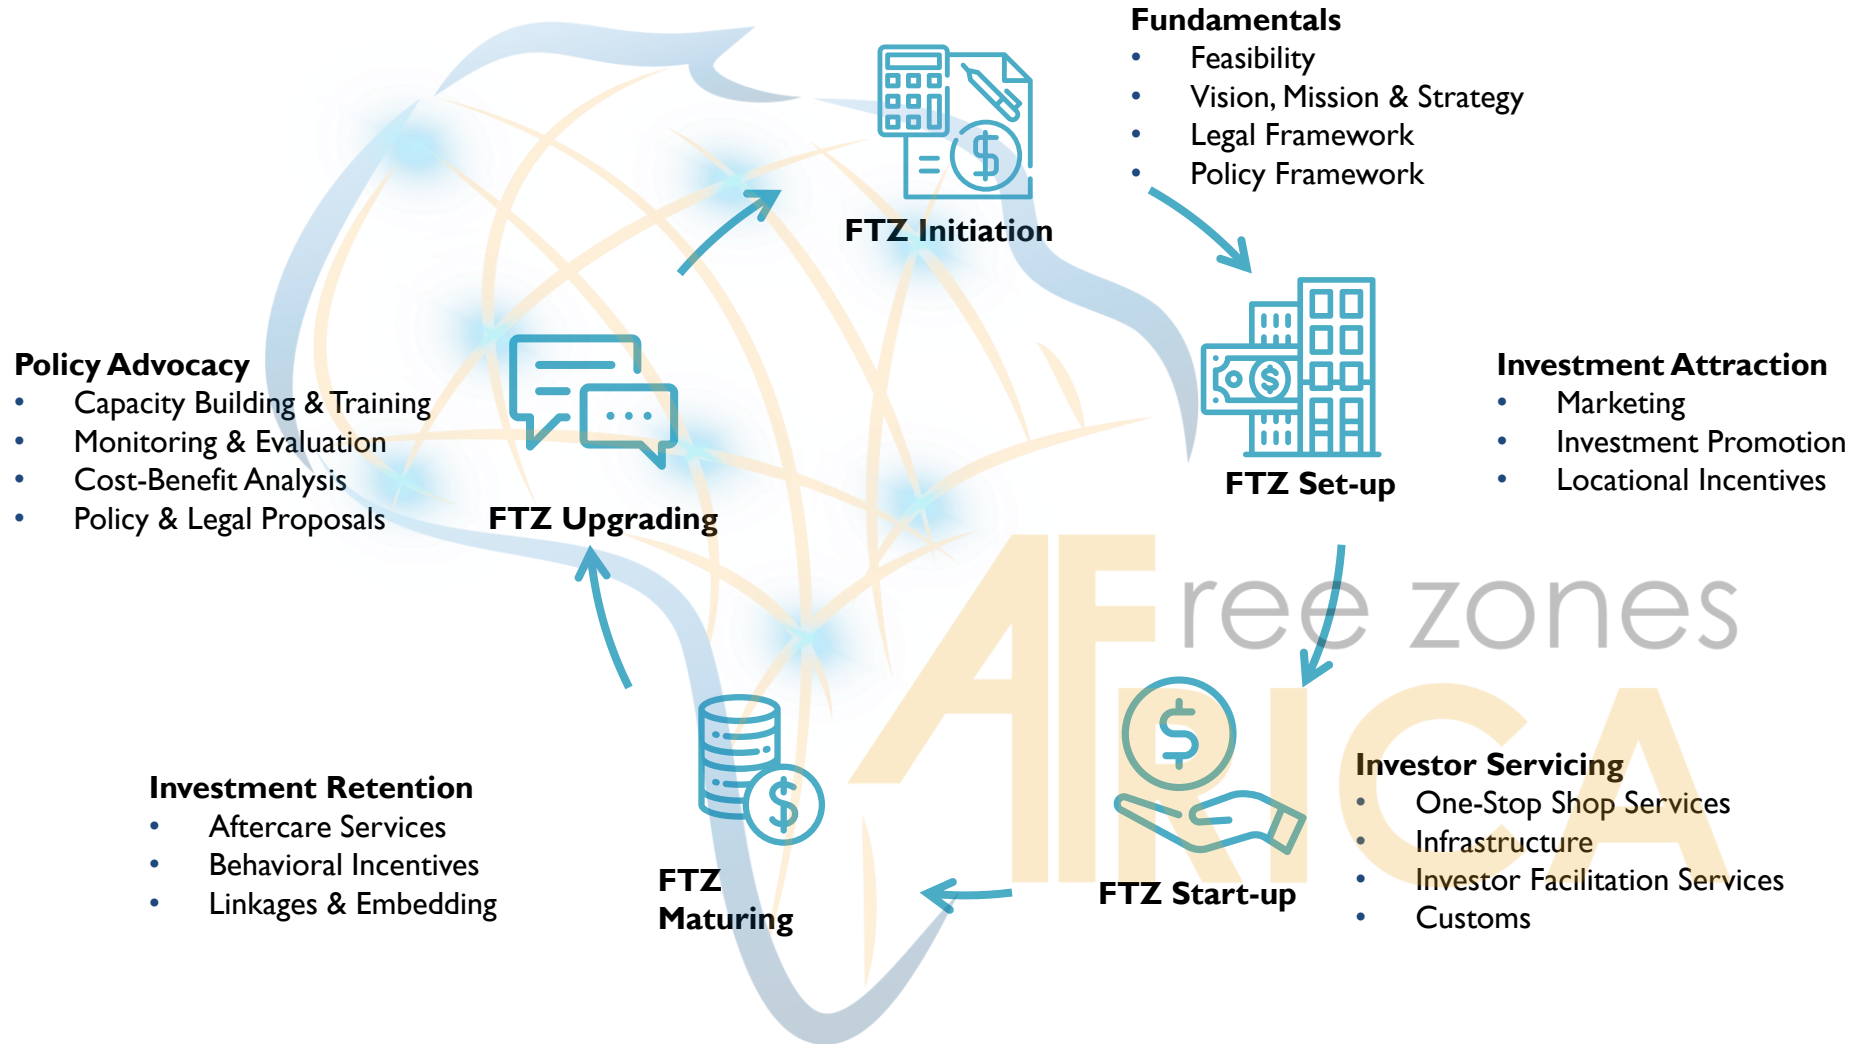 Fundamentals
• Feasibility
• Vision, Mission & Strategy
• Legal Framework
• Policy Framework
FTZ Initiation
FTZ Set-up
Investment Attraction
• Marketing
• Investment Promotion
• Locational Incentives
FTZ Start-up
Investor Servicing
• One-Stop Shop Services
• Infrastructure
• Investor Facilitation Services
• Customs
FTZ
Maturing
Investment Retention
• Aftercare Services
• Behavioral Incentives
• Linkages & Embedding
FTZ Upgrading
Policy Advocacy
• Capacity Building & Training
• Monitoring & Evaluation
• Cost-Benefit Analysis
• Policy & Legal Proposals
Free zones
AFRICA